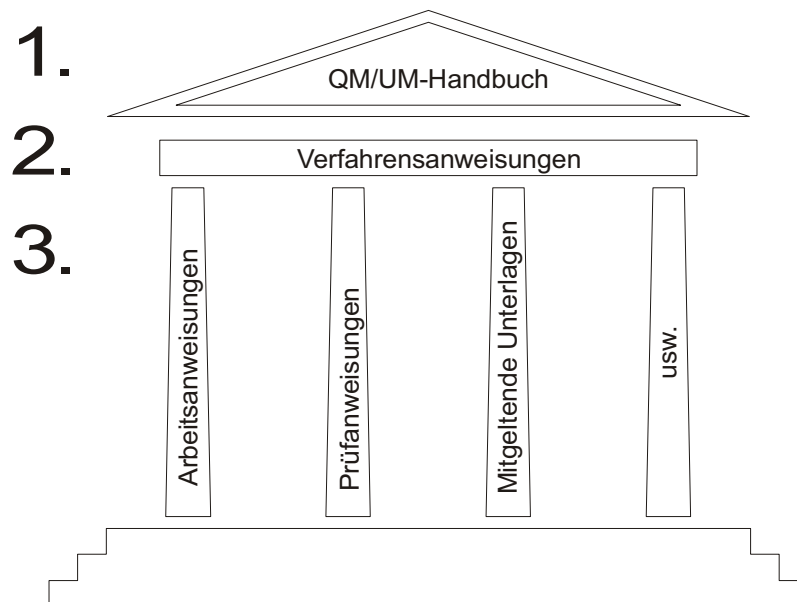 1.
QM/UM-Handbuch
2.
Verfahrensanweisungen
3.
Arbeitsanweisungen
Prüfanweisungen
Mitgeltende Unterlagen
usw.